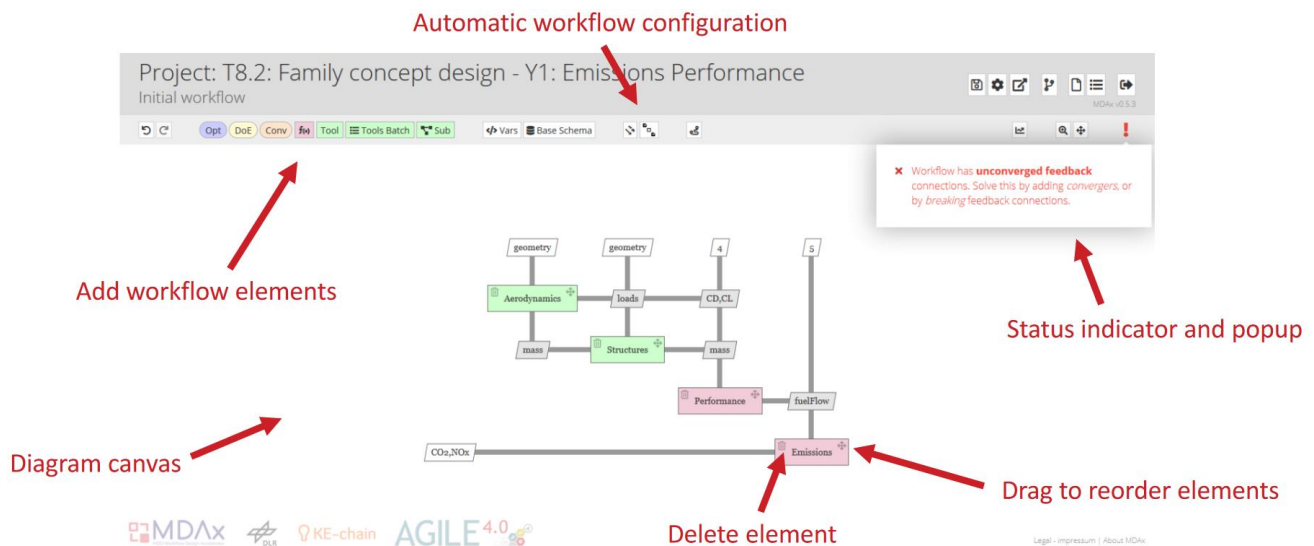 Automatic workflow configuration
Project: T8.2: Family concept design - Y1: Emissions Performance
Initial workflow
MDAx v0.5.3
Opt DoE Conv f(x) Tool Tools Batch Sub Vars Base Schema
Workflow has unconverged feedback
connections. Solve this by adding convergers, or
by breaking feedback connections.
geometry geometry 4 5
Add workflow elements
Aerodynamics loads CD,CL
Status indicator and popup
mass Structures mass
Performance fuelFlow
Diagram canvas
CO2,NOx Emissions
Drag to reorder elements
Delete element
MDAx DLR KE-chain AGILE 4.0
Legal - impressum | About MDAx